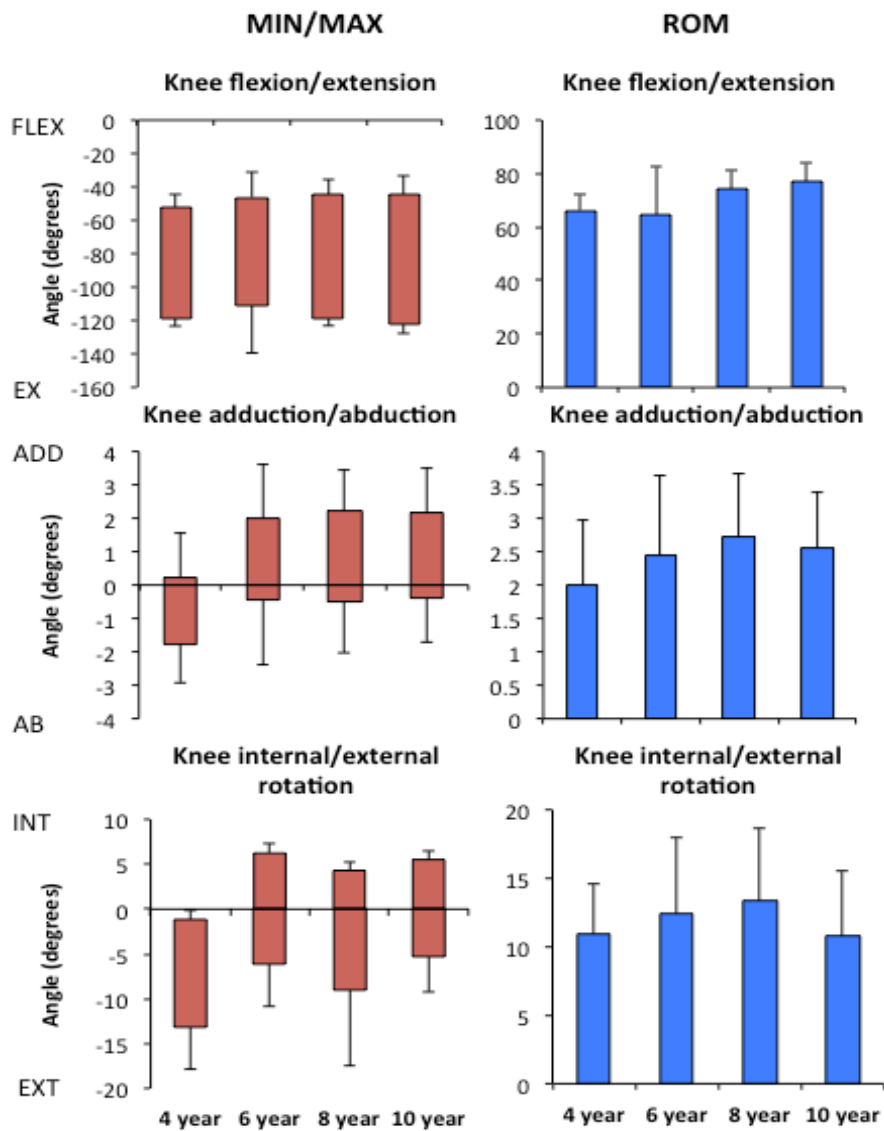 MIN/MAX
ROM
Knee flexion/extension
Knee flexion/extension
FLEX
EX
Angle (degrees)
0
-20
-40
-60
-80
-100
-120
-140
-160
100
80
60
40
20
0
Knee adduction/abduction
Knee adduction/abduction
ADD
AB
Angle (degrees)
4
3
2
1
0
-1
-2
-3
-4
4
3.5
3
2.5
2
1.5
1
0.5
0
Knee internal/external
rotation
Knee internal/external
rotation
INT
EXT
Angle (degrees)
10
5
0
-5
-10
-15
-20
20
15
10
5
0
4 year 6 year 8 year 10 year
4 year 6 year 8 year 10 year